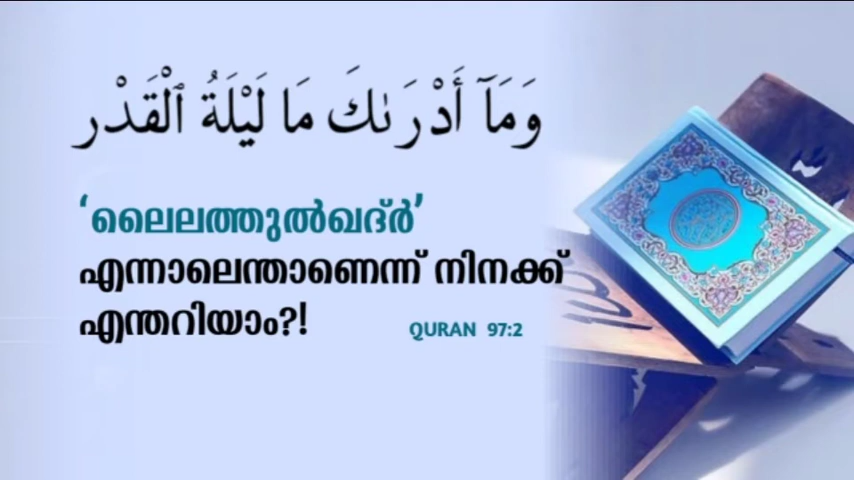 وَمَآ أَدْرَىٰكَ مَا لَيْلَةُ ٱلْقَدْرِ
‘ലൈലത്തുൽഖദ്ർ’
എന്നാലെന്താണെന്ന് നിനക്ക്
എന്തറിയാം?!
QURAN 97:2